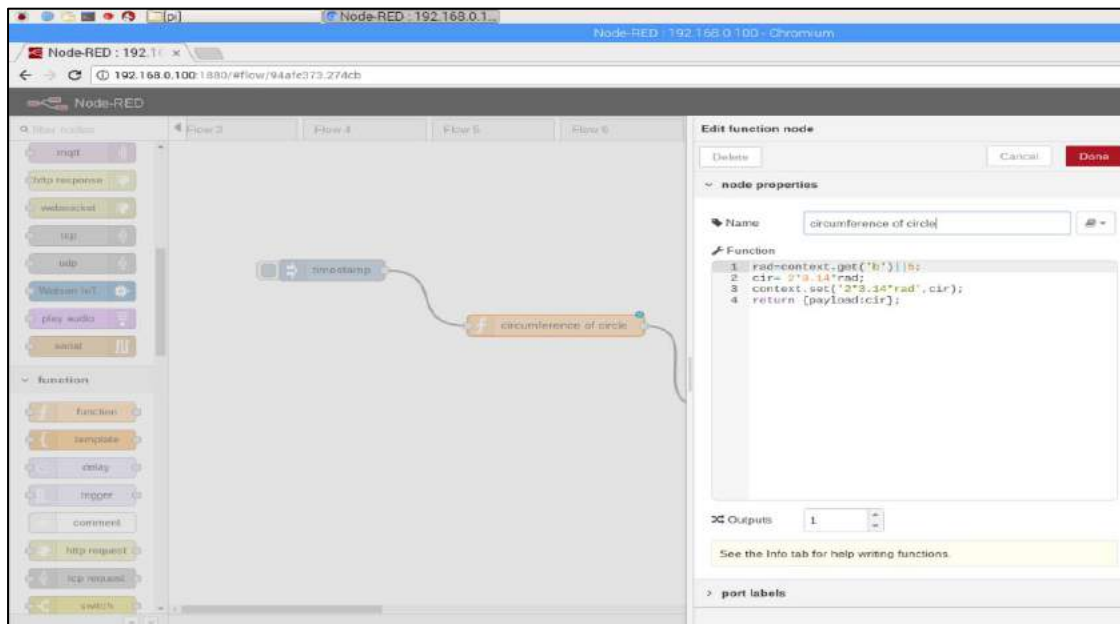 [pi]
Node-RED : 192.168.0.1...
Node-RED : 192.168.0.100 - Chromium
Node-RED : 192.1
192.168.0.100:1880/#flow/94afe373.274cb
Node-RED
Flow 3
Flow 4
Flow 5
Flow 6
mqtt
http response
websocket
tcp
udp
Watson IoT
play audio
serial
function
function
template
delay
trigger
comment
http request
tcp request
switch
timestamp
circumference of circle
Edit function node
Delete
Cancel
Done
node properties
Name
circumference of circle
Function
1 rad=context.get('b')||5;
2 cir= 2*3.14*rad;
3 context.set('2*3.14*rad',cir);
4 return {payload:cir};
Outputs
1
See the Info tab for help writing functions.
port labels